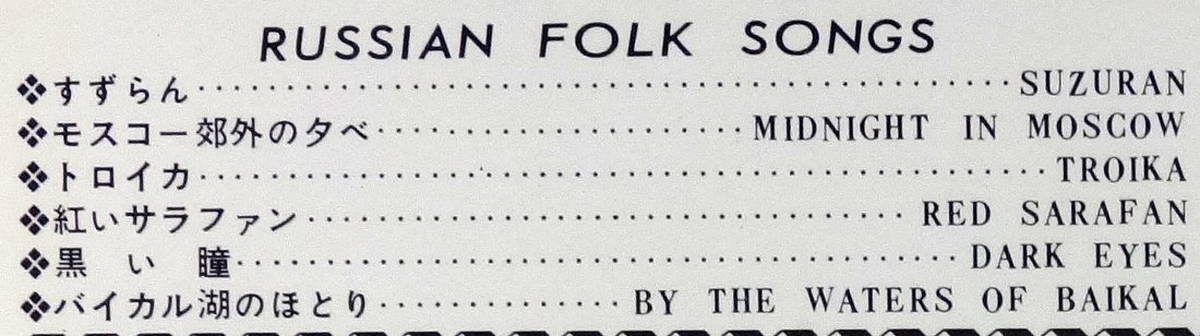 RUSSIAN FOLK SONGS
❖すずらん SUZURAN
❖モスコー郊外の夕べ MIDNIGHT IN MOSCOW
❖トロイカ TROIKA
❖紅いサラファン RED SARAFAN
❖黒い瞳 DARK EYES
❖バイカル湖のほとり BY THE WATERS OF BAIKAL